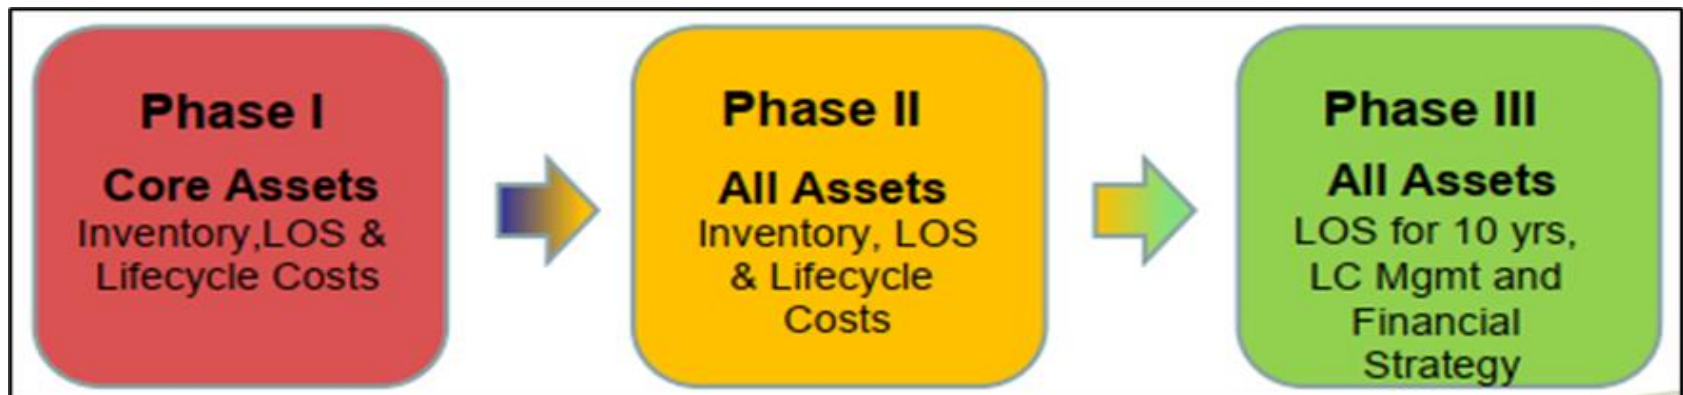 Phase I
Core Assets
Inventory,LOS &
Lifecycle Costs
Phase II
All Assets
Inventory, LOS
& Lifecycle
Costs
Phase III
All Assets
LOS for 10 yrs,
LC Mgmt and
Financial
Strategy